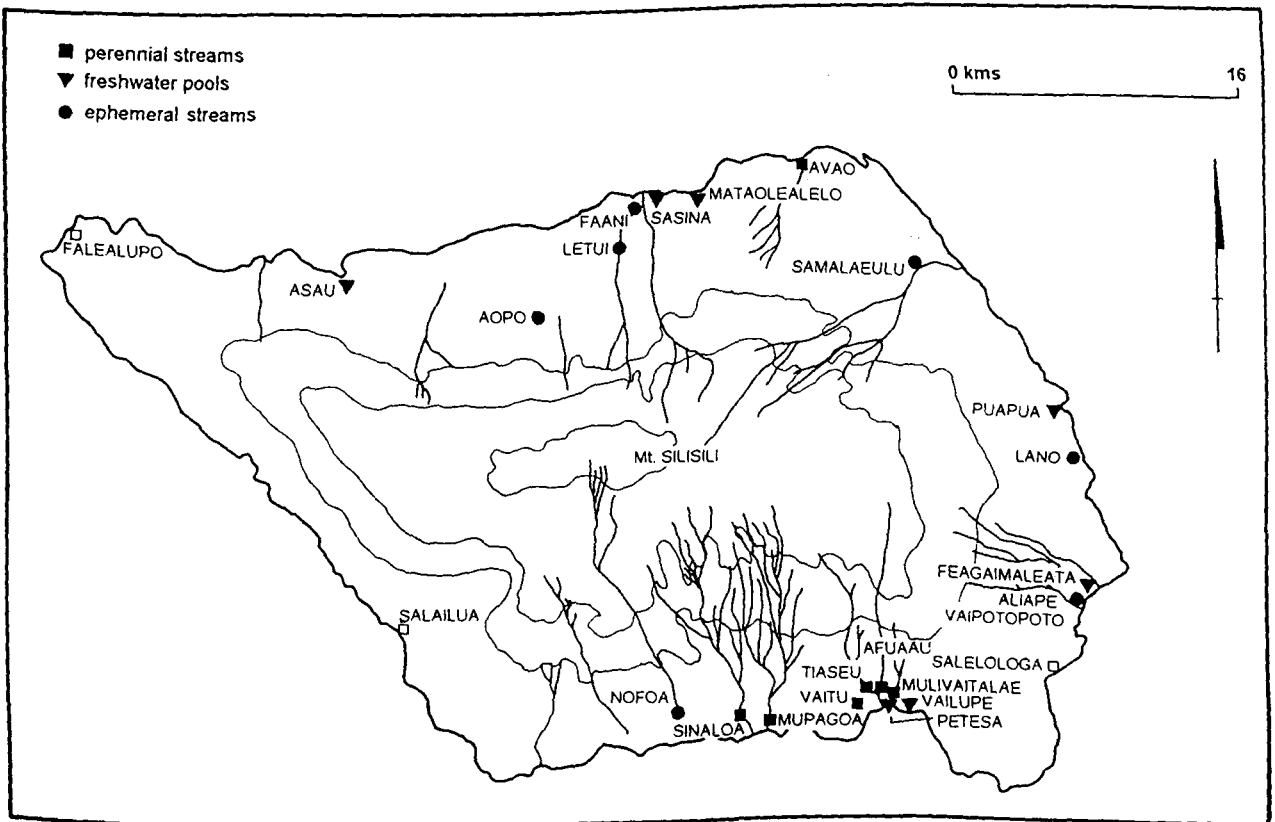 perennial streams
freshwater pools
ephemeral streams
0 kms 16
AVAO
MATAOLEALELO
FAANI
SASINA
LETUI
FALEALUPO
SAMALAEULU
ASAU
AOPO
PUAPUA
LANO
Mt. SILISILI
FEAGAIMALEATA
ALIAPE
VAIPOTOPOTO
SALAILUA
AFUAAU
SALELOLOGA
TIASEU
MULIVAITALAE
NOFOA
VAITU
VAILUPE
SINALOA
MUPAGOA
PETESA